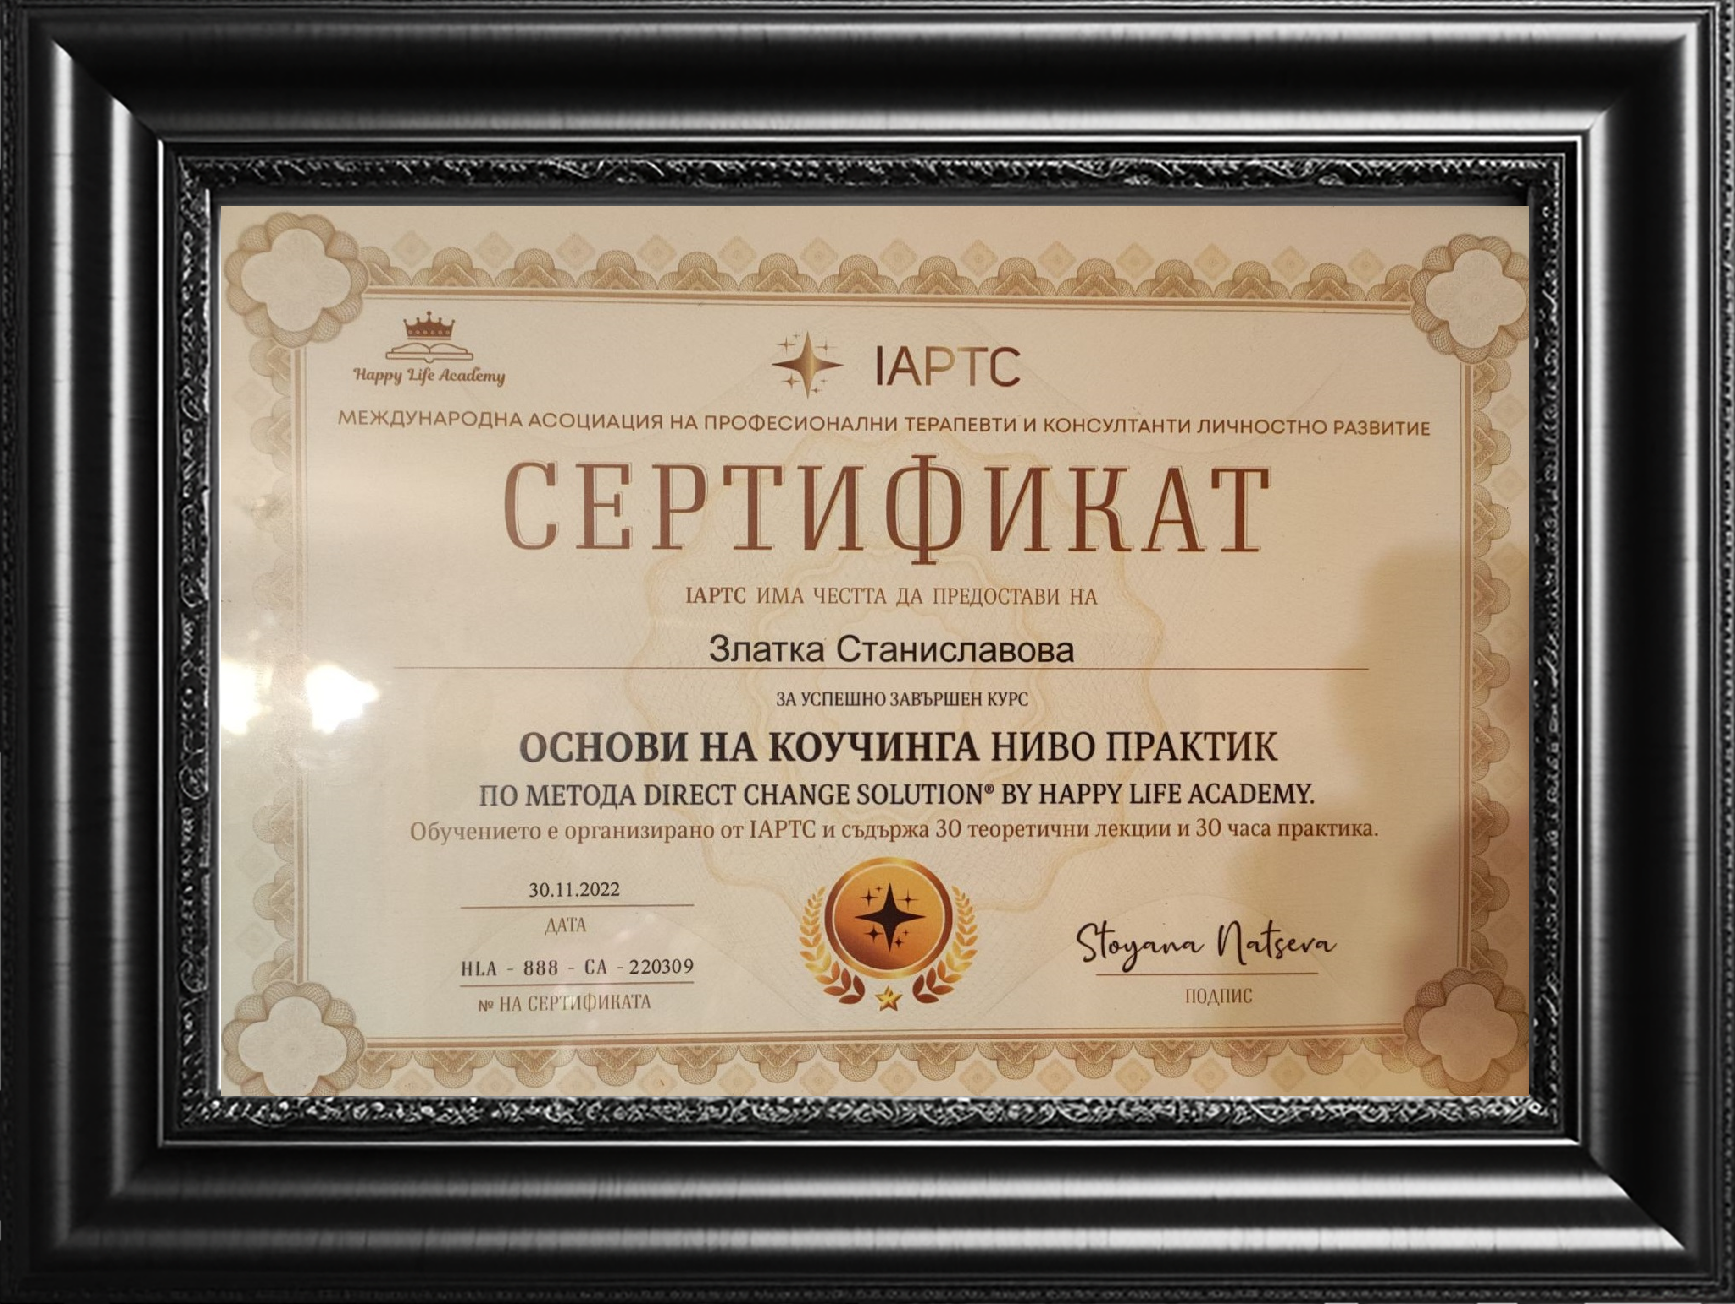 Happy Life Academy
IAPTC
МЕЖДУНАРОДНА АСОЦИАЦИЯ НА ПРОФЕСИОНАЛНИ ТЕРАПЕВТИ И КОНСУЛТАНТИ ЛИЧНОСТНО РАЗВИТИЕ
СЕРТИФИКАТ
IAPTC ИМА ЧЕСТТА ДА ПРЕДОСТАВИ НА
Златка Станиславова
ЗА УСПЕШНО ЗАВЪРШЕН КУРС
ОСНОВИ НА КОУЧИНГА НИВО ПРАКТИК
ПО МЕТОДА DIRECT CHANGE SOLUTION® BY HAPPY LIFE ACADEMY.
Обучението е организирано от IAPTC и съдържа 30 теоретични лекции и 30 часа практика.
30.11.2022
ДАТА
HLA - 888 - CA - 220309
№ НА СЕРТИФИКАТА
Stoyana Natseva
ПОДПИС